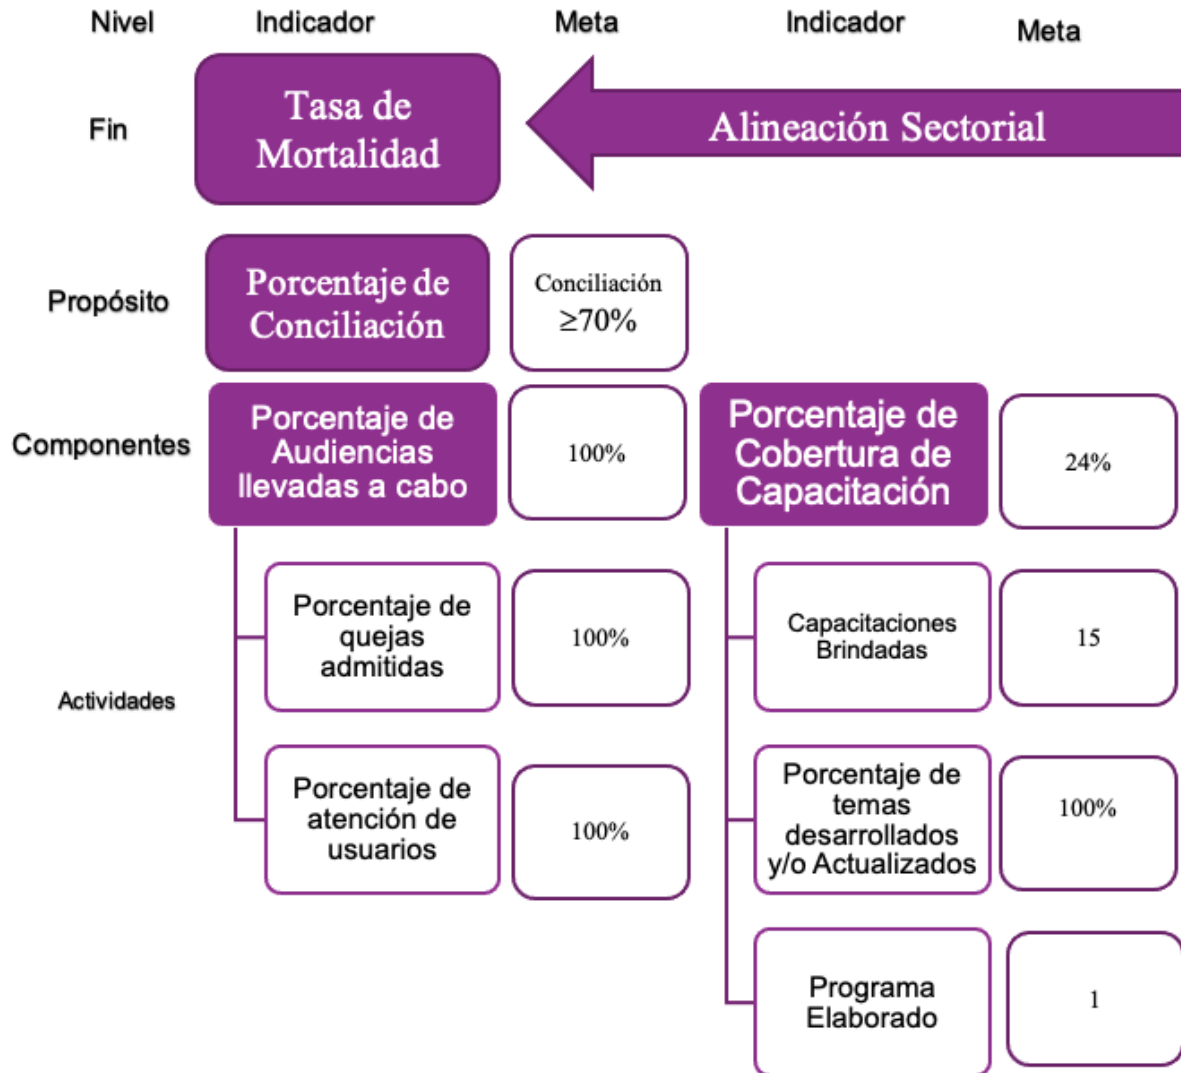 Nivel
Indicador
Meta
Indicador
Meta
Fin
Tasa de
Mortalidad
Alineación Sectorial
Propósito
Porcentaje de
Conciliación
Conciliación
≥70%
Componentes
Porcentaje de
Audiencias
llevadas a cabo
100%
Porcentaje de
Cobertura de
Capacitación
24%
Actividades
Porcentaje de
quejas
admitidas
100%
Capacitaciones
Brindadas
15
Porcentaje de
atención de
usuarios
100%
Porcentaje de
temas
desarrollados
y/o Actualizados
100%
Programa
Elaborado
1